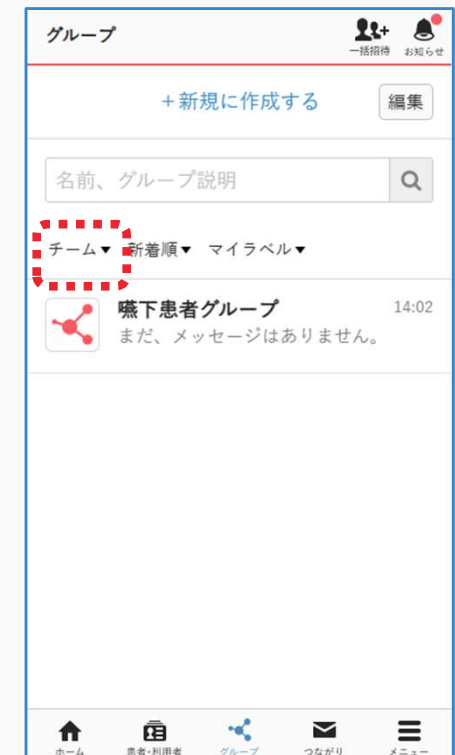 グループ
一括招待 お知らせ
+新規に作成する 編集
名前、グループ説明
チーム▼ 新着順▼ マイラベル▼
嚥下患者グループ 14:02
まだ、メッセージはありません。
ホーム 患者・利用者 グループ つながり メニュー